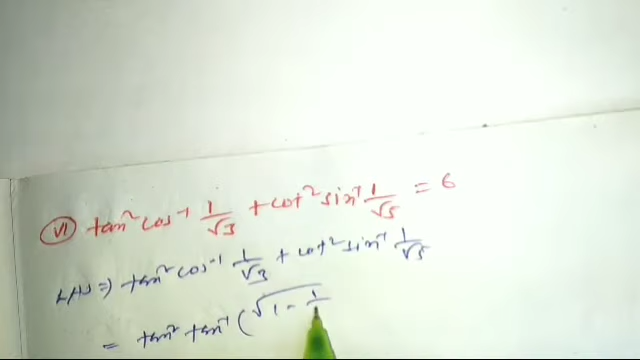 (vi) tan² cos⁻¹ 1/√3 + cot² sin⁻¹ 1/√5 = 6
LHS ⇒ tan² cos⁻¹ 1/√3 + cot² sin⁻¹ 1/√5
= tan² tan⁻¹ ( √1 - 1